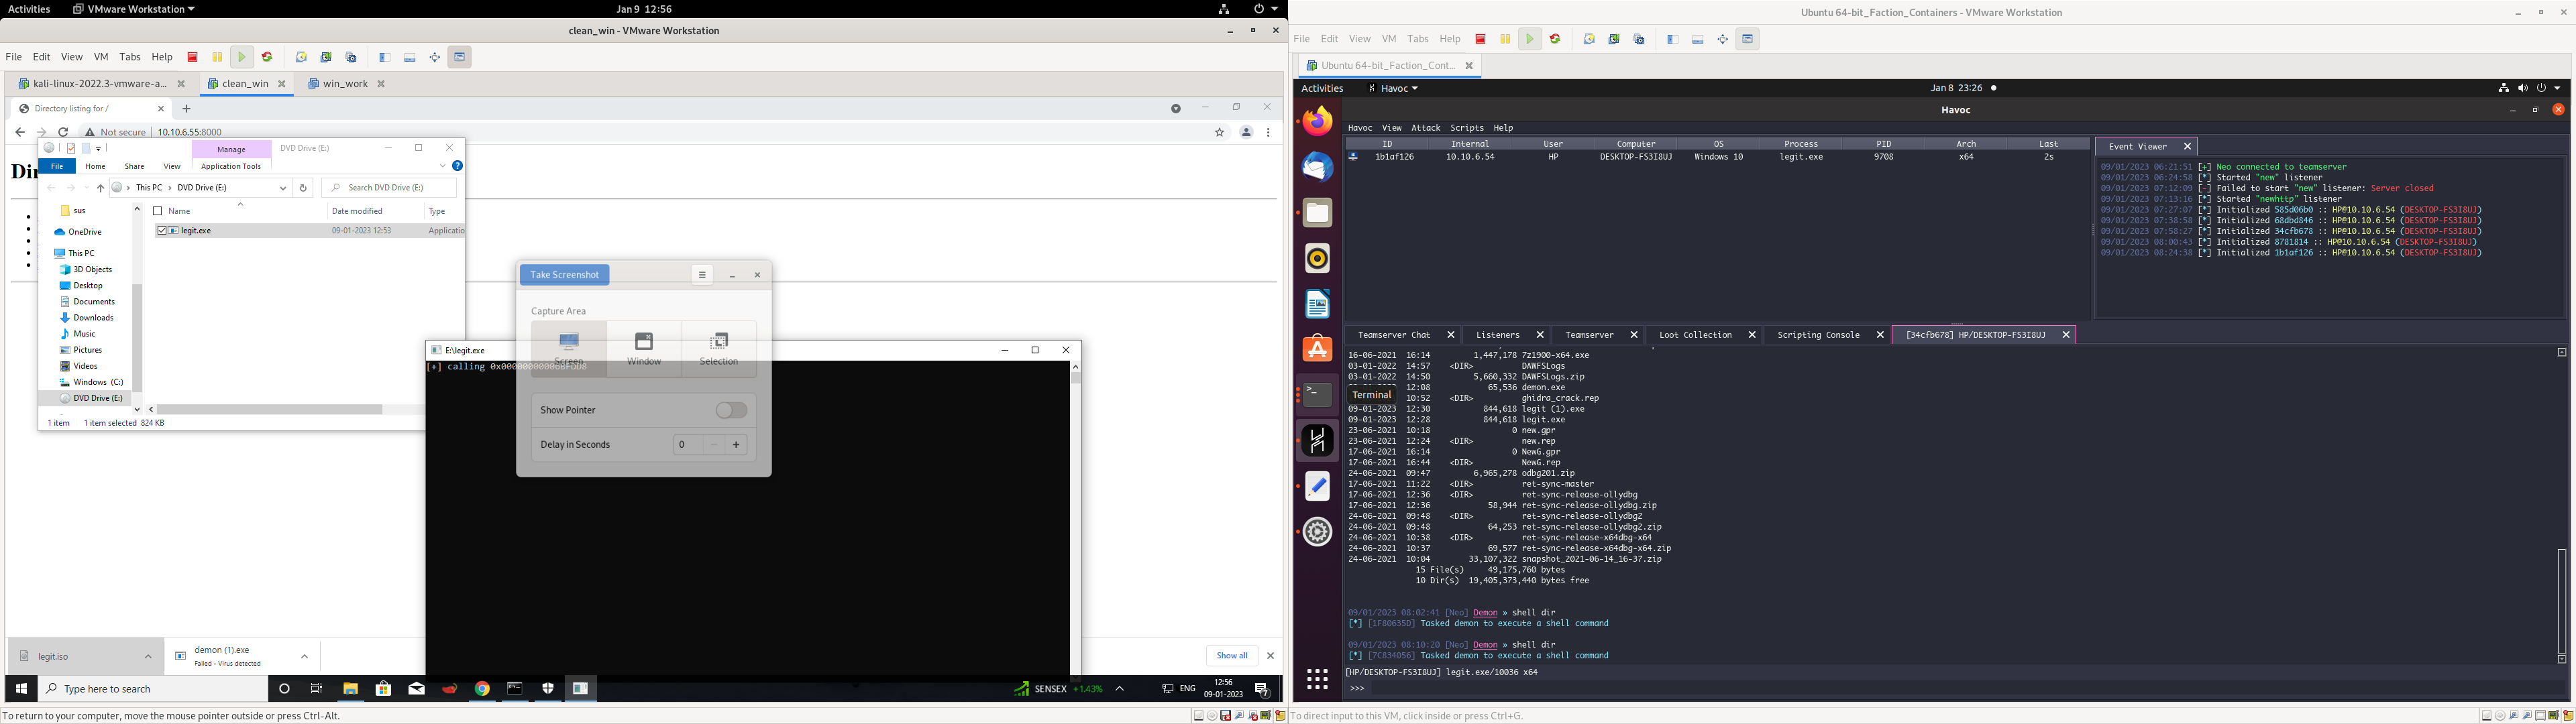 Activities VMware Workstation Jan 9 12:56
clean_win - VMware Workstation
File Edit View VM Tabs Help
kali-linux-2022.3-vmware-a... clean_win win_work
Directory listing for /
Not secure 10.10.6.55:8000
Manage DVD Drive (E:)
File Home Share View Application Tools
This PC DVD Drive (E:) Search DVD Drive (E:)
Name Date modified Type
sus
legit.exe 09-01-2023 12:53 Applicatio
OneDrive
This PC
3D Objects
Desktop
Documents
Downloads
Music
Pictures
Videos
Windows (C:)
DVD Drive (E:)
1 item 1 item selected 824 KB
Take Screenshot
Capture Area
Screen Window Selection
Show Pointer
Delay in Seconds 0
E:\legit.exe
[+] calling
legit.iso
demon (1).exe
Failed - Virus detected
Show all
Type here to search
SENSEX +1.43%
ENG
12:56
09-01-2023
To return to your computer, move the mouse pointer outside or press Ctrl-Alt.
Ubuntu 64-bit_Faction_Containers - VMware Workstation
File Edit View VM Tabs Help
Ubuntu 64-bit_Faction_Cont...
Activities Havoc Jan 8 23:26
Havoc
Havoc View Attack Scripts Help
ID Internal User Computer OS Process PID Arch Last
1b1af126 10.10.6.54 HP DESKTOP-FS3I8UJ Windows 10 legit.exe 9708 x64 2s
Event Viewer
09/01/2023 06:21:51 [+] Neo connected to teamserver
09/01/2023 06:24:58 [*] Started "new" listener
09/01/2023 07:12:09 [-] Failed to start "new" listener: Server closed
09/01/2023 07:13:16 [*] Started "newhttp" listener
09/01/2023 07:27:07 [*] Initialized 585d06b0 :: HP@10.10.6.54 (DESKTOP-FS3I8UJ)
09/01/2023 07:38:58 [*] Initialized 68dbd846 :: HP@10.10.6.54 (DESKTOP-FS3I8UJ)
09/01/2023 07:58:27 [*] Initialized 34cfb678 :: HP@10.10.6.54 (DESKTOP-FS3I8UJ)
09/01/2023 08:00:43 [*] Initialized 8781814 :: HP@10.10.6.54 (DESKTOP-FS3I8UJ)
09/01/2023 08:24:38 [*] Initialized 1b1af126 :: HP@10.10.6.54 (DESKTOP-FS3I8UJ)
Teamserver Chat Listeners Teamserver Loot Collection Scripting Console [34cfb678] HP/DESKTOP-FS3I8UJ
16-06-2021 16:14 1,447,178 7z1900-x64.exe
03-01-2022 14:57 <DIR> DAWFSLogs
03-01-2022 14:50 5,660,332 DAWFSLogs.zip
12:08 65,536 demon.exe
Terminal
10:52 <DIR> ghidra_crack.rep
09-01-2023 12:30 844,618 legit (1).exe
09-01-2023 12:28 844,618 legit.exe
23-06-2021 10:18 0 new.gpr
23-06-2021 12:24 <DIR> new.rep
17-06-2021 16:14 0 NewG.gpr
17-06-2021 16:44 <DIR> NewG.rep
24-06-2021 09:47 6,965,278 odbg201.zip
17-06-2021 11:22 <DIR> ret-sync-master
17-06-2021 12:36 <DIR> ret-sync-release-ollydbg
17-06-2021 12:36 58,944 ret-sync-release-ollydbg.zip
24-06-2021 09:48 <DIR> ret-sync-release-ollydbg2
24-06-2021 09:48 64,253 ret-sync-release-ollydbg2.zip
24-06-2021 10:38 <DIR> ret-sync-release-x64dbg-x64
24-06-2021 10:37 69,577 ret-sync-release-x64dbg-x64.zip
24-06-2021 10:04 33,107,322 snapshot_2021-06-14_16-37.zip
15 File(s) 49,175,760 bytes
10 Dir(s) 19,405,373,440 bytes free
09/01/2023 08:02:41 [Neo] Demon » shell dir
[*] [1F80635D] Tasked demon to execute a shell command
09/01/2023 08:10:20 [Neo] Demon » shell dir
[*] [7C834056] Tasked demon to execute a shell command
[HP/DESKTOP-FS3I8UJ] legit.exe/10036 x64
>>>
To direct input to this VM, click inside or press Ctrl+G.